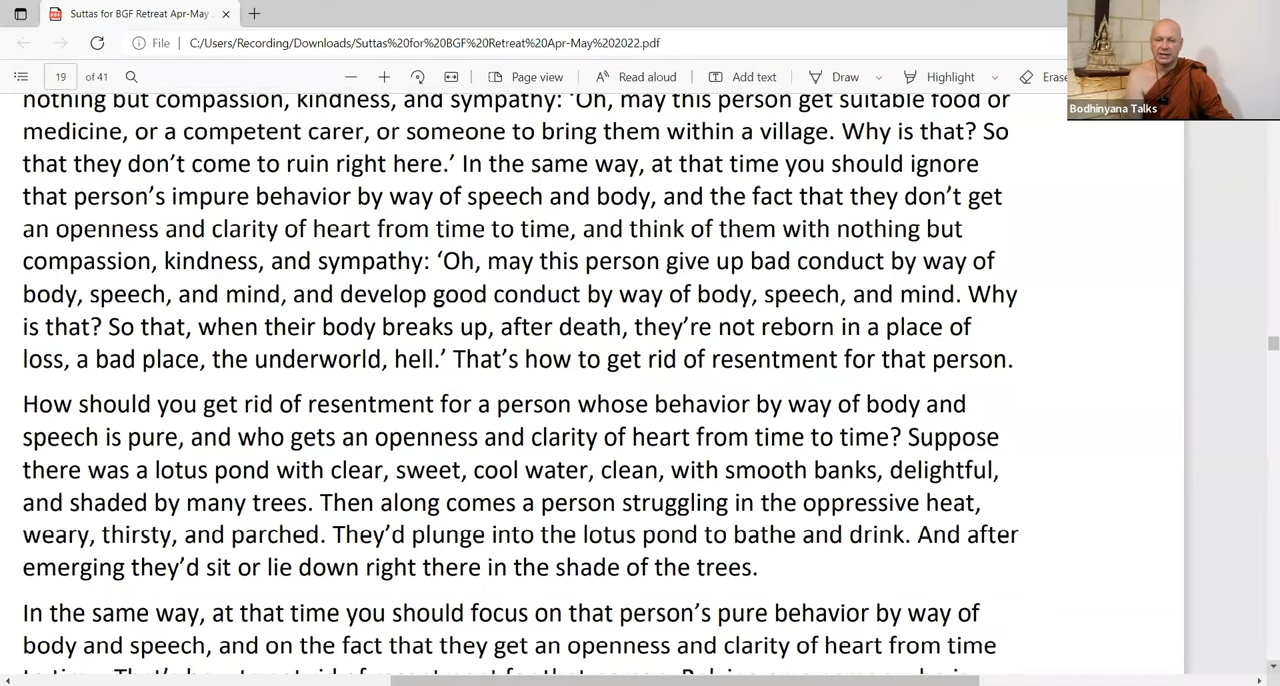 Suttas for BGF Retreat Apr-May
File
C:/Users/Recording/Downloads/Suttas%20for%20BGF%20Retreat%20Apr-May%202022.pdf
19 of 41
Page view
Read aloud
Add text
Draw
Highlight
Erase
Bodhinyana Talks
nothing but compassion, kindness, and sympathy: ‘Oh, may this person get suitable food or
medicine, or a competent carer, or someone to bring them within a village. Why is that? So
that they don’t come to ruin right here.’ In the same way, at that time you should ignore
that person’s impure behavior by way of speech and body, and the fact that they don’t get
an openness and clarity of heart from time to time, and think of them with nothing but
compassion, kindness, and sympathy: ‘Oh, may this person give up bad conduct by way of
body, speech, and mind, and develop good conduct by way of body, speech, and mind. Why
is that? So that, when their body breaks up, after death, they’re not reborn in a place of
loss, a bad place, the underworld, hell.’ That’s how to get rid of resentment for that person.
How should you get rid of resentment for a person whose behavior by way of body and
speech is pure, and who gets an openness and clarity of heart from time to time? Suppose
there was a lotus pond with clear, sweet, cool water, clean, with smooth banks, delightful,
and shaded by many trees. Then along comes a person struggling in the oppressive heat,
weary, thirsty, and parched. They’d plunge into the lotus pond to bathe and drink. And after
emerging they’d sit or lie down right there in the shade of the trees.
In the same way, at that time you should focus on that person’s pure behavior by way of
body and speech, and on the fact that they get an openness and clarity of heart from time